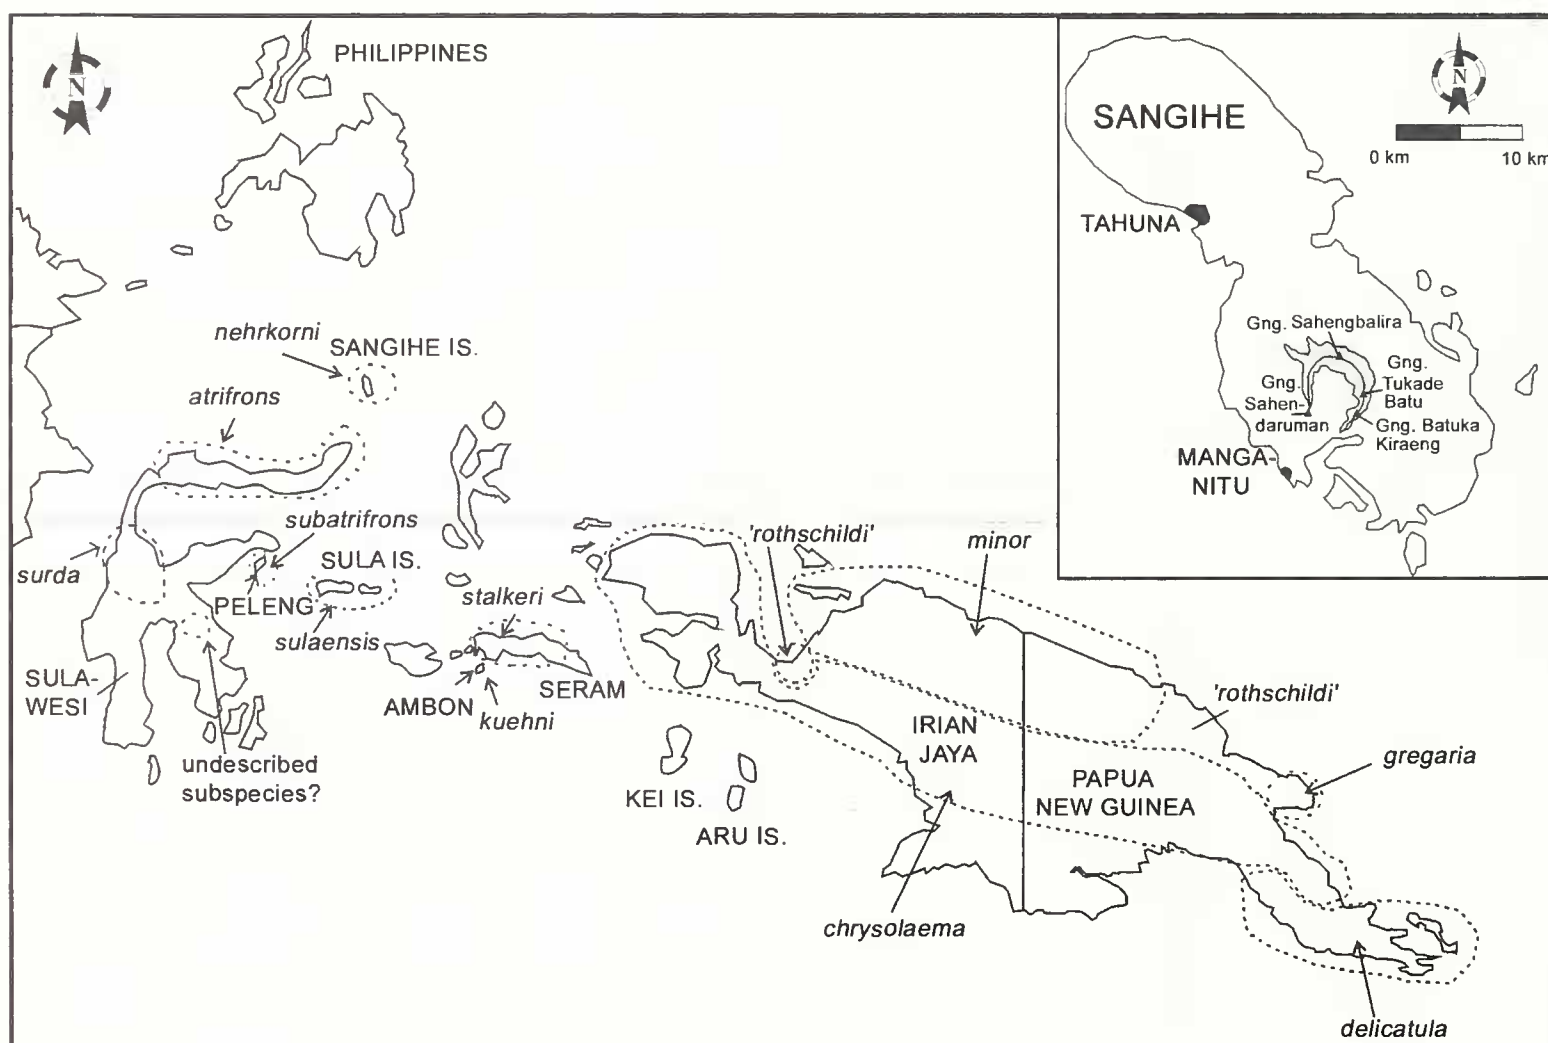 PHILIPPINES
N
nehrkorni
SANGIHE IS.
atrifrons
subatrifrons
SULA IS.
surda
PELENG
sulaensis
stalkeri
SULA-
WESI
AMBON
kuehni
SERAM
undescribed
subspecies?
KEI IS.
ARU IS.
'rothschildi'
minor
IRIAN
JAYA
PAPUA
NEW GUINEA
'rothschildi'
gregaria
chrysolaema
delicatula
SANGIHE
N
0 km
10 km
TAHUNA
Gng. Sahengbalira
Gng.
Tukade
Batu
Gng.
Sahen-
daruman
Gng. Batuka
Kiraeng
MANGA-
NITU